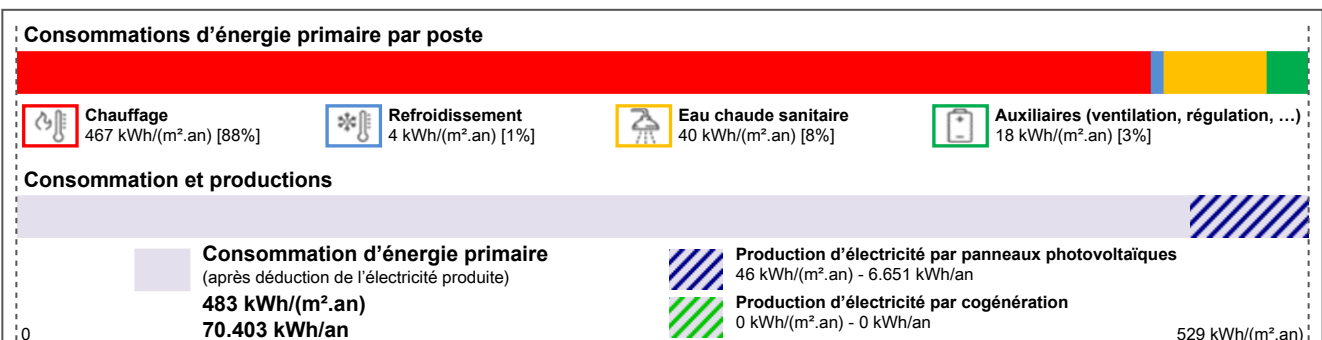 Consommations d'énergie primaire par poste
Chauffage
467 kWh/(m².an) [88%]
Refroidissement
4 kWh/(m².an) [1%]
Eau chaude sanitaire
40 kWh/(m².an) [8%]
Auxiliaires (ventilation, régulation, …)
18 kWh/(m².an) [3%]
Consommation et productions
Consommation d'énergie primaire
(après déduction de l'électricité produite)
483 kWh/(m².an)
70.403 kWh/an
Production d'électricité par panneaux photovoltaïques
46 kWh/(m².an) - 6.651 kWh/an
Production d'électricité par cogénération
0 kWh/(m².an) - 0 kWh/an
0
529 kWh/(m².an)